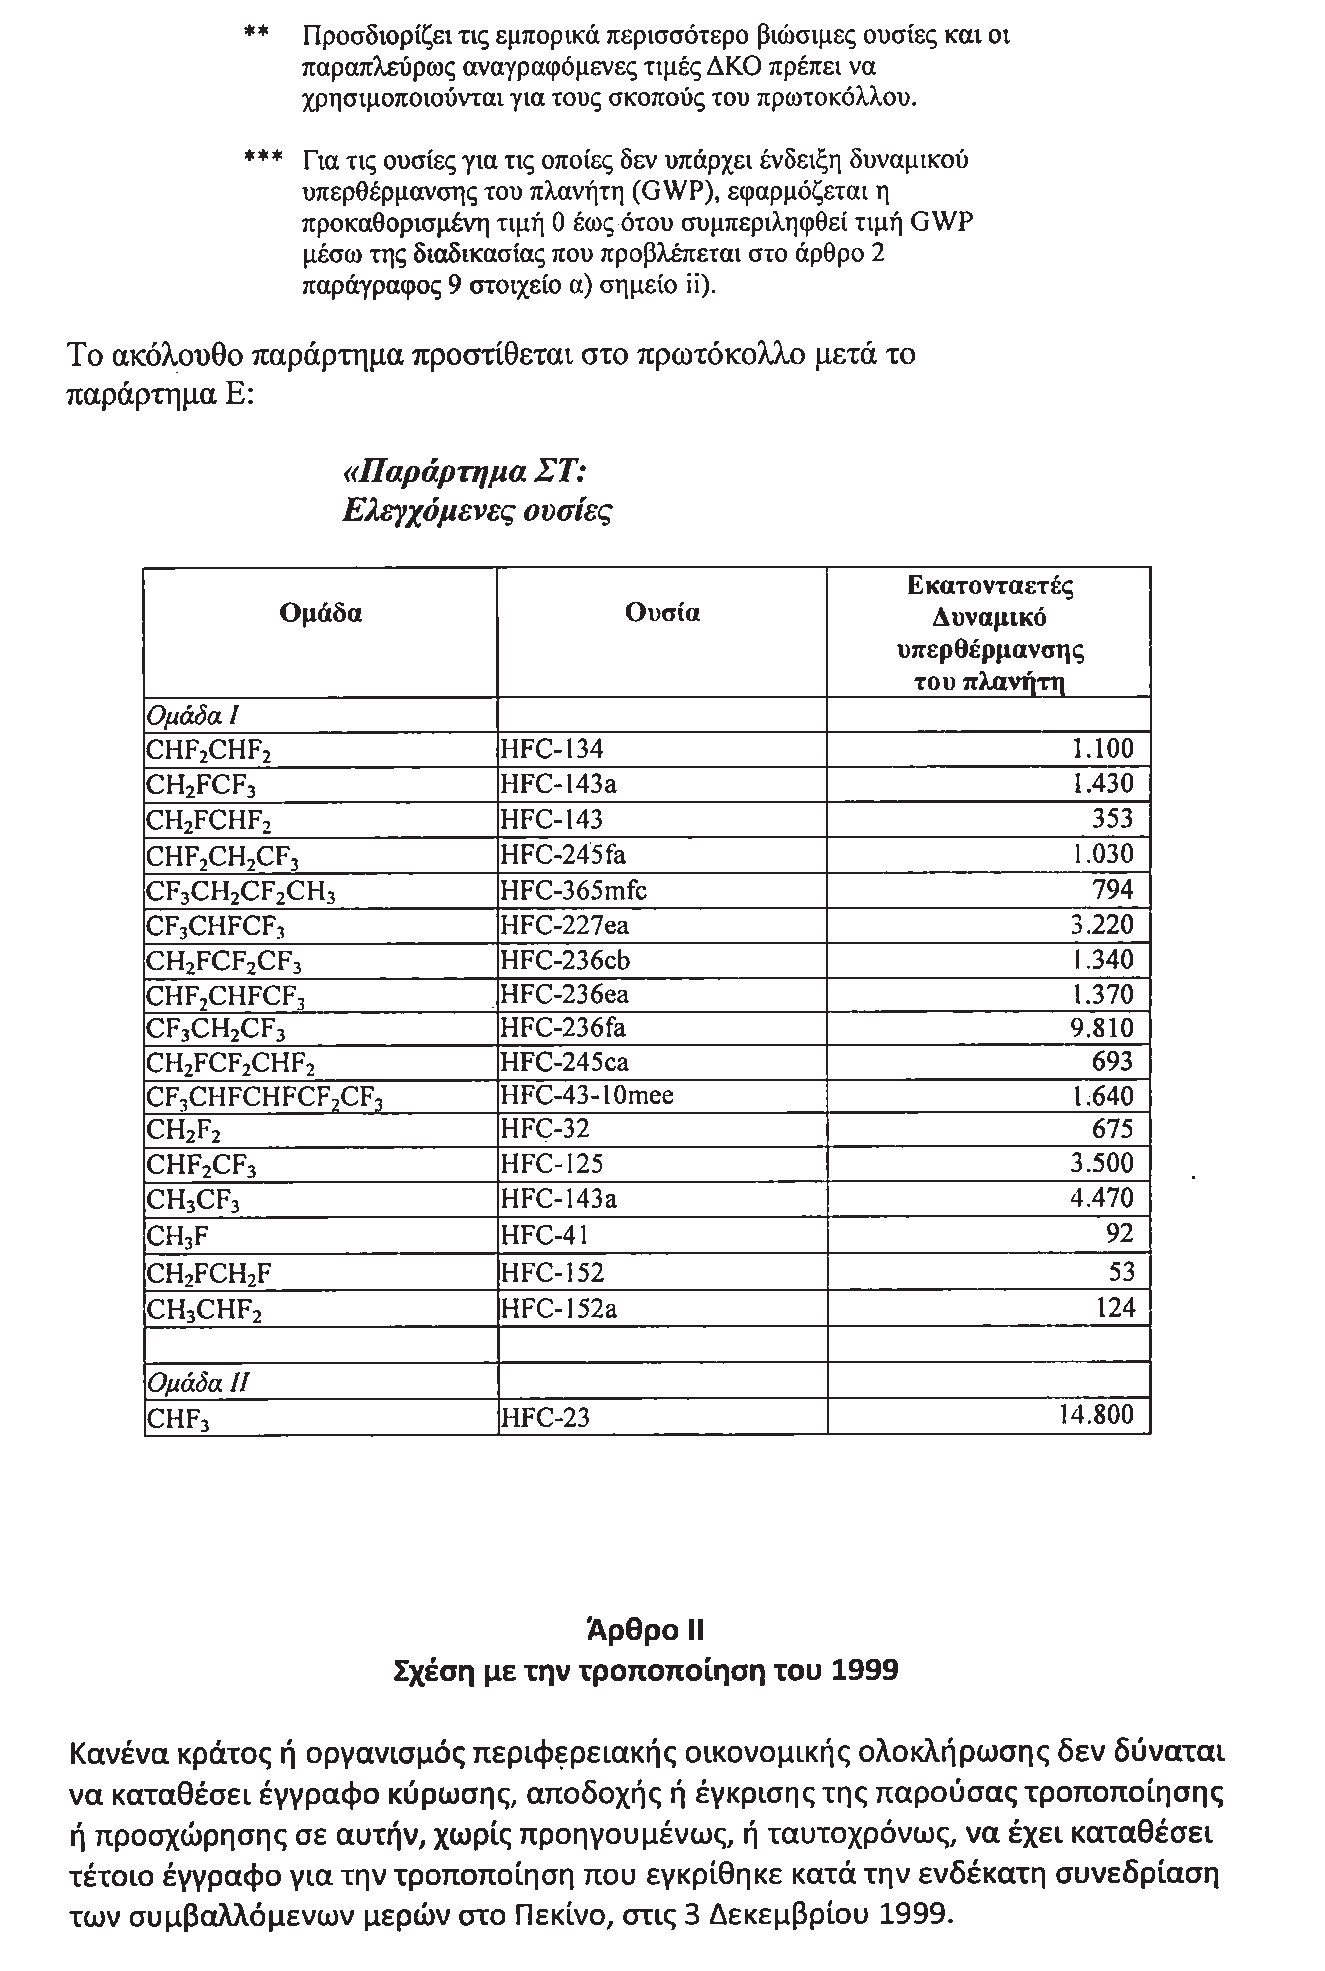 ** Προσδιορίζει τις εμπορικά περισσότερο βιώσιμες ουσίες και οι
παραπλεύρως αναγραφόμενες τιμές ΔΚΟ πρέπει να
χρησιμοποιούνται για τους σκοπούς του πρωτοκόλλου.
*** Για τις ουσίες για τις οποίες δεν υπάρχει ένδειξη δυναμικού
υπερθέρμανσης του πλανήτη (GWP), εφαρμόζεται η
προκαθορισμένη τιμή 0 έως ότου συμπεριληφθεί τιμή GWP
μέσω της διαδικασίας που προβλέπεται στο άρθρο 2
παράγραφος 9 στοιχείο α) σημείο ii).
Το ακόλουθο παράρτημα προστίθεται στο πρωτόκολλο μετά το
παράρτημα Ε:
«Παράρτημα ΣΤ:
Ελεγχόμενες ουσίες
Ομάδα Ουσία Εκατονταετές
Δυναμικό
υπερθέρμανσης
του πλανήτη
Ομάδα I
CHF₂CHF₂ HFC-134 1.100
CH₂FCF₃ HFC-143a 1.430
CH₂FCHF₂ HFC-143 353
CHF₂CH₂CF₃ HFC-245fa 1.030
CF₃CH₂CF₂CH₃ HFC-365mfc 794
CF₃CHFCF₃ HFC-227ea 3.220
CH₂FCF₂CF₃ HFC-236cb 1.340
CHF₂CHFCF₃ HFC-236ea 1.370
CF₃CH₂CF₃ HFC-236fa 9.810
CH₂FCF₂CHF₂ HFC-245ca 693
CF₃CHFCHFCF₂CF₃ HFC-43-10mee 1.640
CH₂F₂ HFC-32 675
CHF₂CF₃ HFC-125 3.500
CH₃CF₃ HFC-143a 4.470
CH₃F HFC-41 92
CH₂FCH₂F HFC-152 53
CH₃CHF₂ HFC-152a 124
Ομάδα II
CHF₃ HFC-23 14.800
Άρθρο II
Σχέση με την τροποποίηση του 1999
Κανένα κράτος ή οργανισμός περιφερειακής οικονομικής ολοκλήρωσης δεν δύναται
να καταθέσει έγγραφο κύρωσης, αποδοχής ή έγκρισης της παρούσας τροποποίησης
ή προσχώρησης σε αυτήν, χωρίς προηγουμένως, ή ταυτοχρόνως, να έχει καταθέσει
τέτοιο έγγραφο για την τροποποίηση που εγκρίθηκε κατά την ενδέκατη συνεδρίαση
των συμβαλλόμενων μερών στο Πεκίνο, στις 3 Δεκεμβρίου 1999.